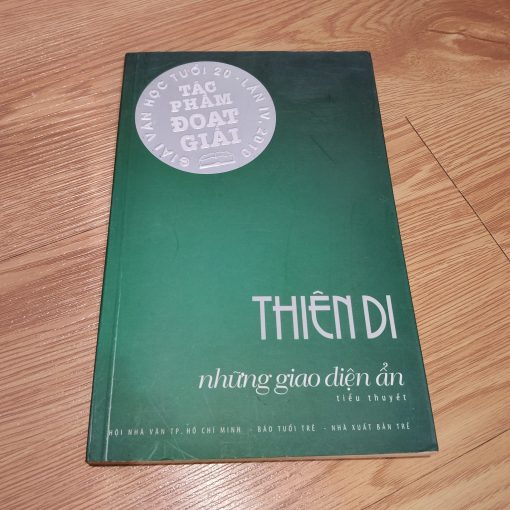 GIẢI VĂN HỌC TUỔI 20 - LẦN IV. 2010
TÁC
PHẨM
ĐOẠT
GIẢI
THIÊN DI
những giao diện ẩn
tiểu thuyết
HỘI NHÀ VĂN TP. HỒ CHÍ MINH - BÁO TUỔI TRẺ - NHÀ XUẤT BẢN TRẺ